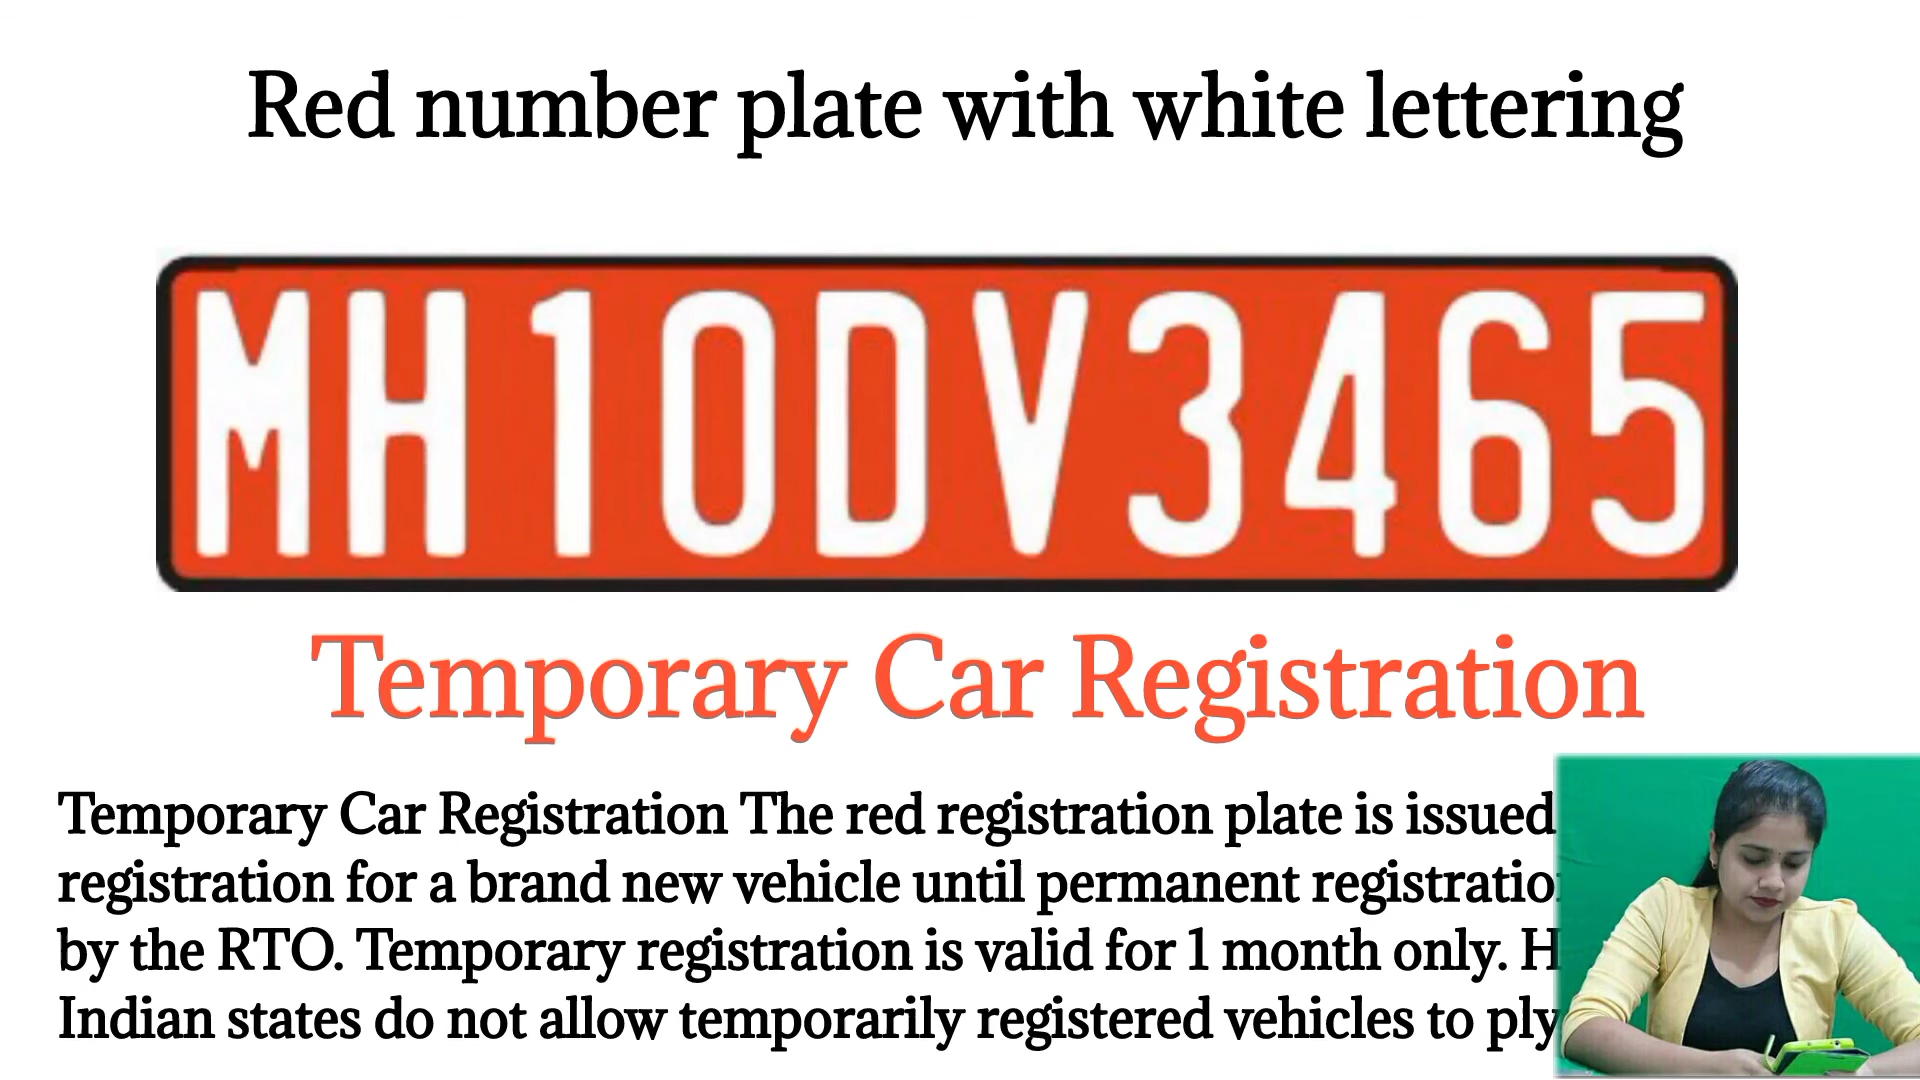 Red number plate with white lettering
MH10DV3465
Temporary Car Registration
Temporary Car Registration The red registration plate is issued
registration for a brand new vehicle until permanent
by the RTO. Temporary registration is valid for 1 month only.
Indian states do not allow temporarily registered vehicles to ply